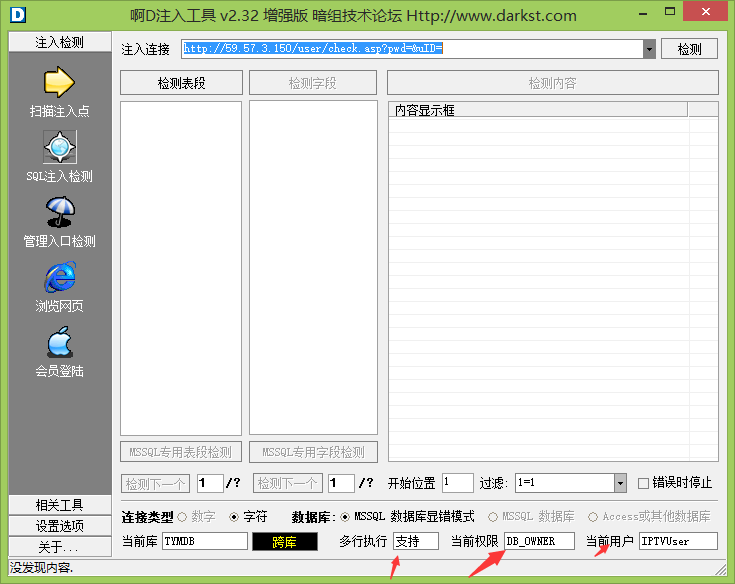 啊D注入工具 v2.32 增强版 暗组技术论坛 Http://www.darkst.com
注入检测
扫描注入点
SQL注入检测
管理入口检测
浏览网页
会员登陆
相关工具
设置选项
关于...
注入连接 http://59.57.3.150/user/check.asp?pwd=&uID= 检测
检测表段 检测字段 检测内容
内容显示框
MSSQL专用表段检测 MSSQL专用字段检测
检测下一个 1 /? 检测下一个 1 /? 开始位置 1 过滤: 1=1 错误时停止
连接类型 数字 字符 数据库: MSSQL 数据库显错模式 MSSQL 数据库 Access或其他数据库
当前库 TYMDB 跨库 多行执行 支持 当前权限 DB_OWNER 当前用户 IPTVUser
没发现内容.